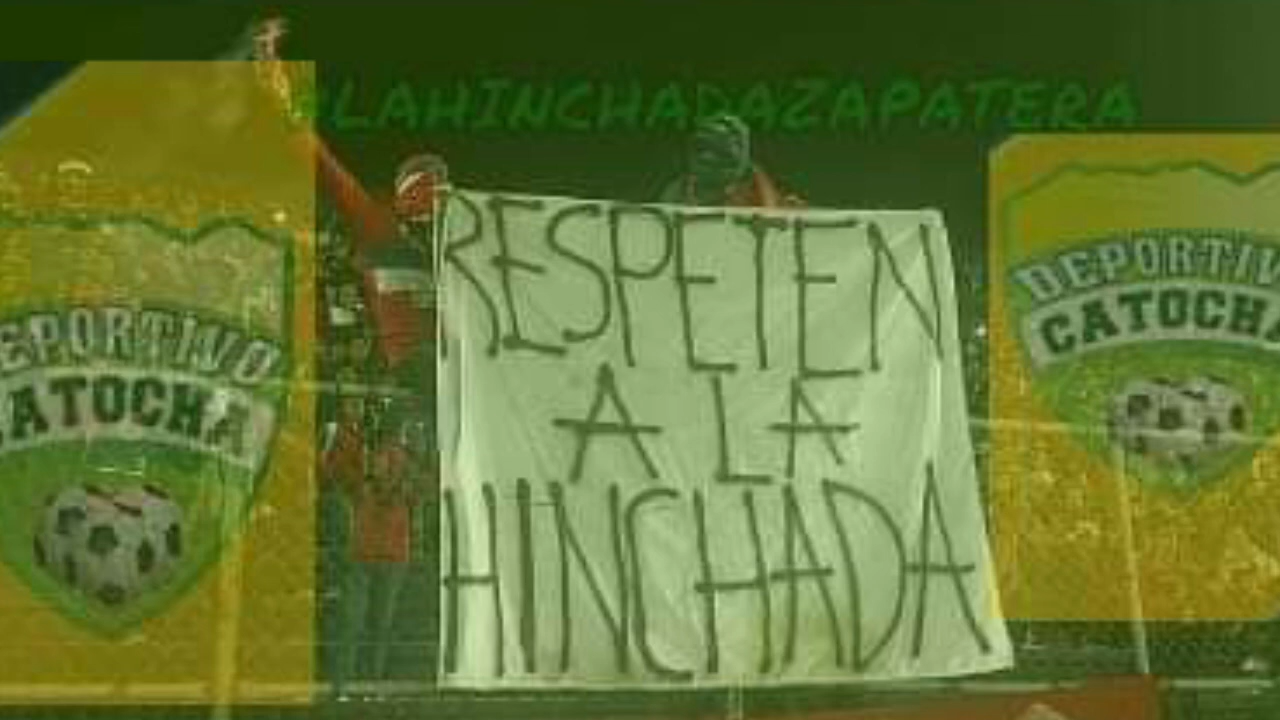 LAHINCHADAZAPATERA
RESPETEN
A LA
HINCHADA
DEPORTIVO
CATOCHA
DEPORTIVO
CATOCHA